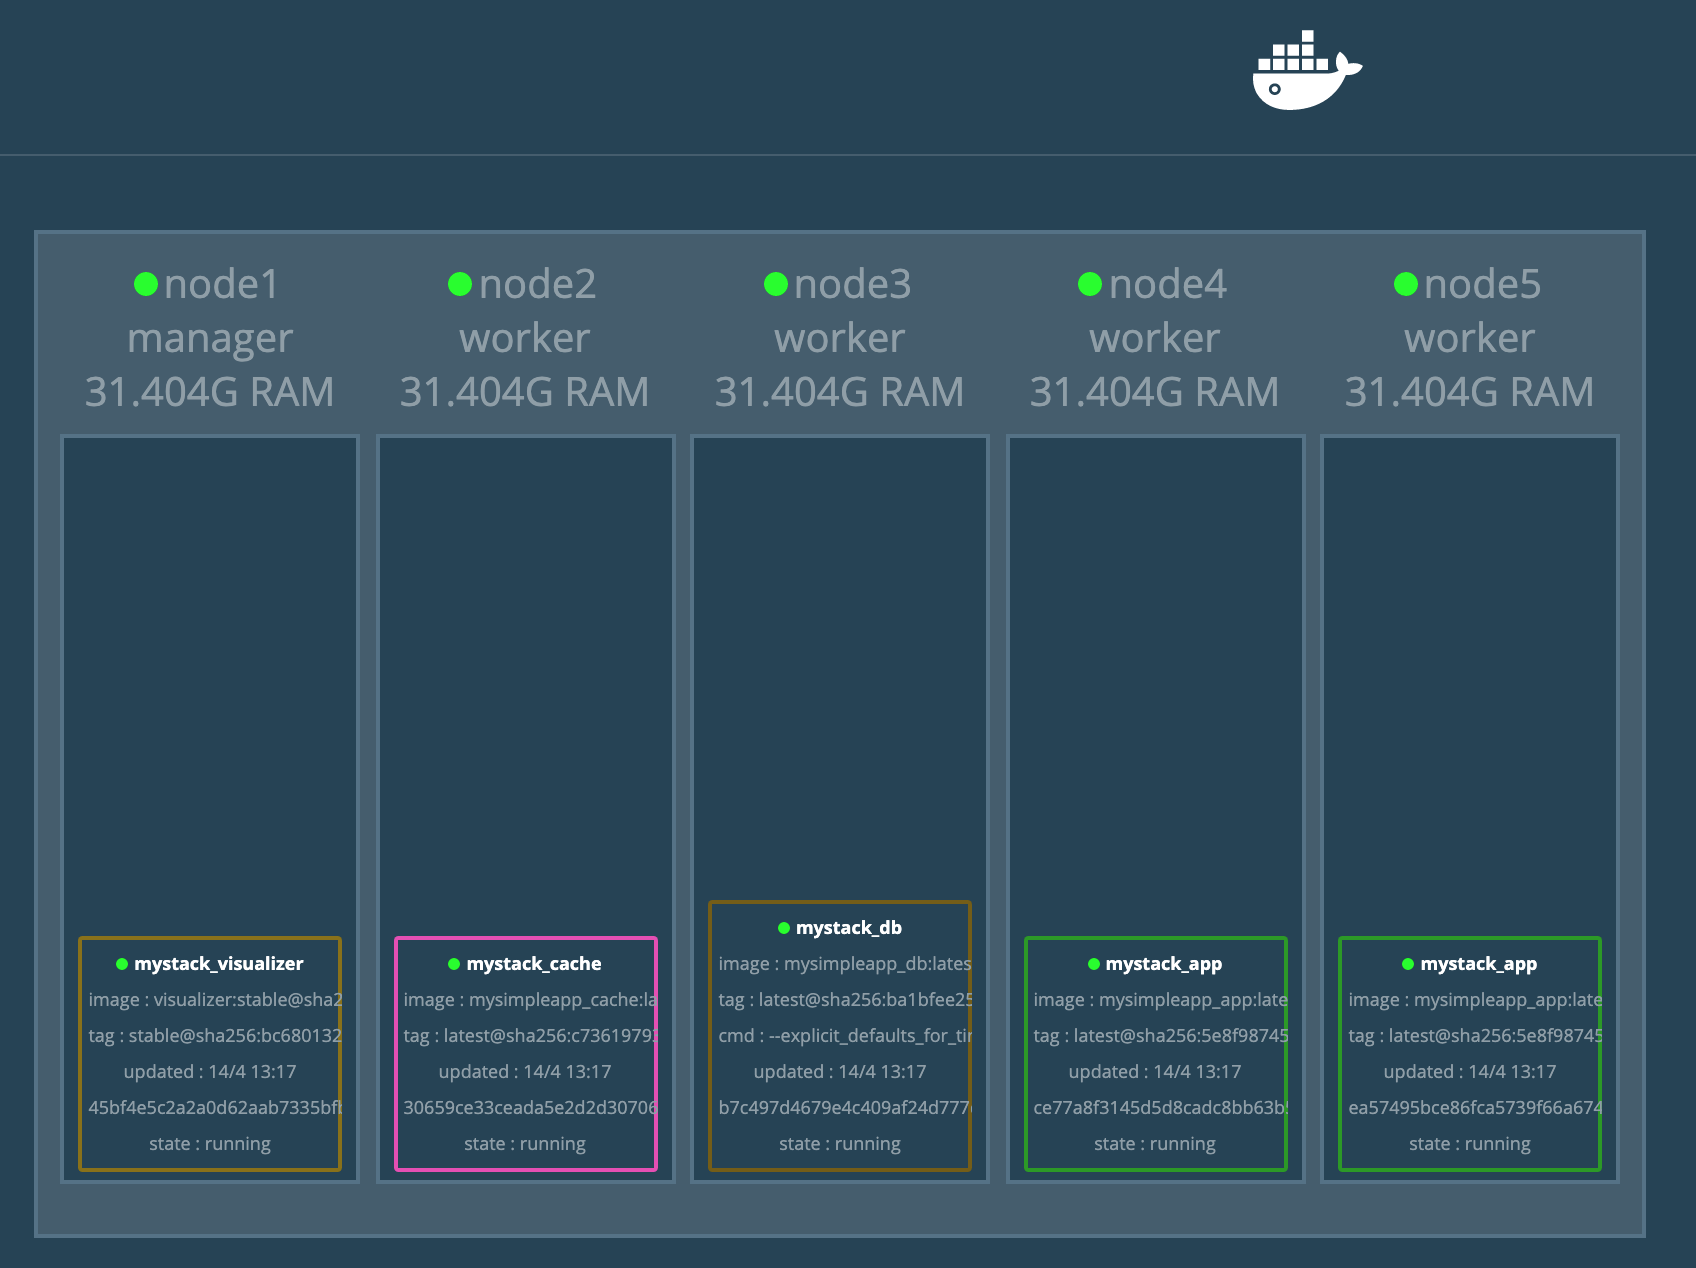 node1
manager
31.404G RAM
node2
worker
31.404G RAM
node3
worker
31.404G RAM
node4
worker
31.404G RAM
node5
worker
31.404G RAM
mystack_visualizer
image : visualizer:stable@sha2
tag : stable@sha256:bc680132
updated : 14/4 13:17
45bf4e5c2a2a0d62aab7335bfb
state : running
mystack_cache
image : mysimpleapp_cache:la
tag : latest@sha256:c73619793
updated : 14/4 13:17
30659ce33ceada5e2d2d30706
state : running
mystack_db
image : mysimpleapp_db:lates
tag : latest@sha256:ba1bfee25
cmd : --explicit_defaults_for_tim
updated : 14/4 13:17
b7c497d4679e4c409af24d777
state : running
mystack_app
image : mysimpleapp_app:late
tag : latest@sha256:5e8f98745
updated : 14/4 13:17
ce77a8f3145d5d8cadc8bb63b
state : running
mystack_app
image : mysimpleapp_app:late
tag : latest@sha256:5e8f98745
updated : 14/4 13:17
ea57495bce86fca5739f66a674
state : running